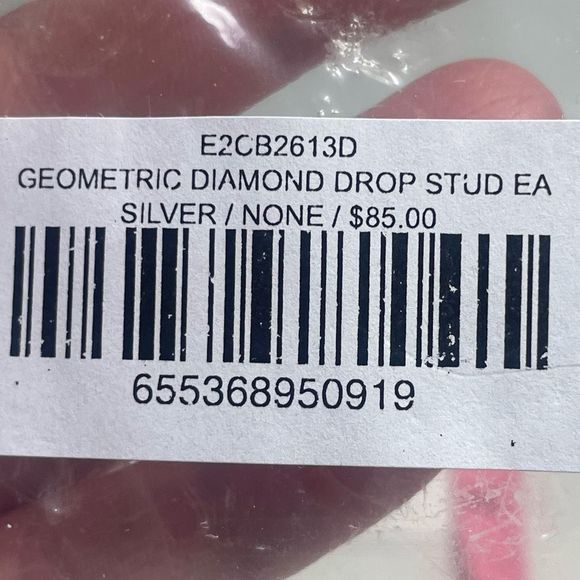 E2CB2613D
GEOMETRIC DIAMOND DROP STUD EA
SILVER / NONE / $85.00
655368950919